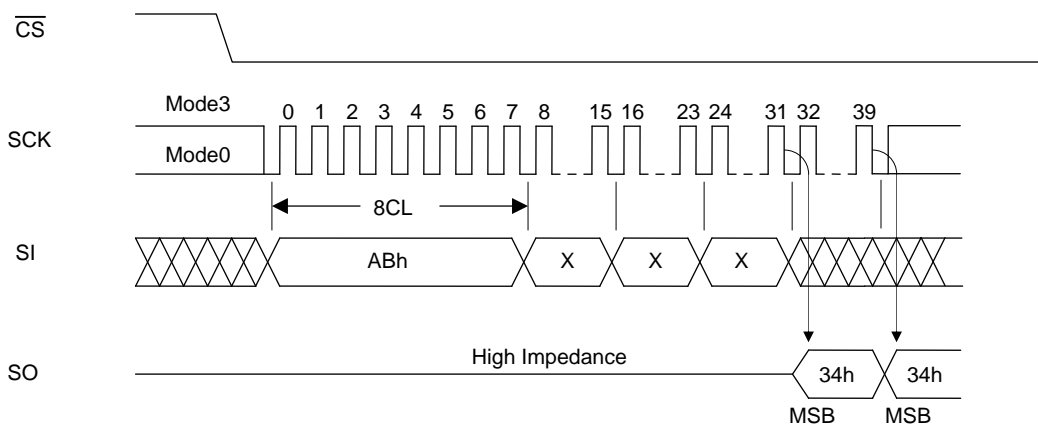 CS
Mode3
0 1 2 3 4 5 6 7 8 15 16 23 24 31 32 39
SCK
Mode0
8CL
SI
ABh X X X
High Impedance
SO
34h 34h
MSB MSB